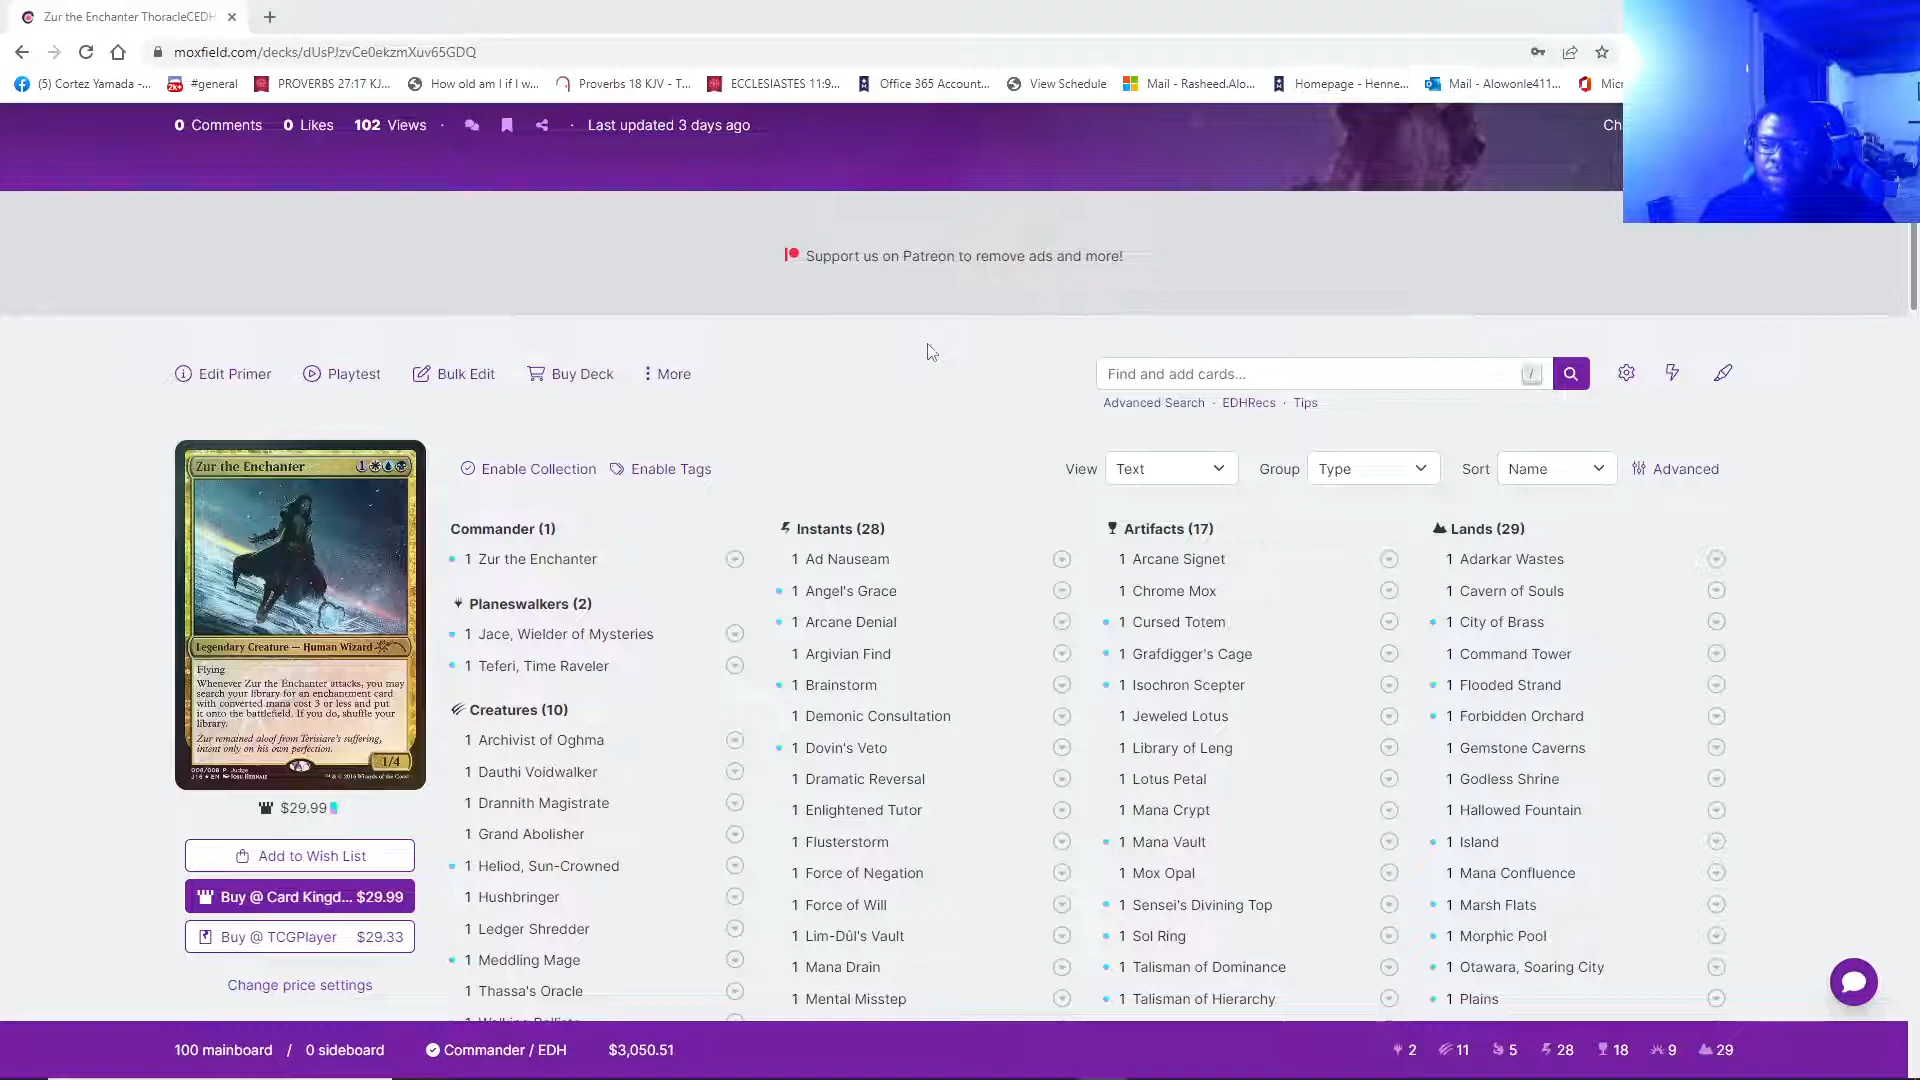 Zur the Enchanter ThoracleCEDH
moxfield.com/decks/dUsPJzvCe0ekzmXuv65GDQ
(5) Cortez Yamada -...
2k+ #general
PROVERBS 27:17 KJ...
How old am I if I w...
Proverbs 18 KJV - T...
ECCLESIASTES 11:9...
Office 365 Account...
View Schedule
Mail - Rasheed.Alo...
Homepage - Henne...
Mail - Alowonle411...
Micr
0 Comments 0 Likes 102 Views · · Last updated 3 days ago
Ch
Support us on Patreon to remove ads and more!
Edit Primer Playtest Bulk Edit Buy Deck More
Find and add cards... /
Advanced Search · EDHRecs · Tips
Zur the Enchanter 1
Legendary Creature — Human Wizard
Flying
Whenever Zur the Enchanter attacks, you may
search your library for an enchantment card
with converted mana cost 3 or less and put
it onto the battlefield. If you do, shuffle your
library.
Zur remained aloof from Terisiare's suffering,
intent only on his own perfection.
1/4
$29.99
Add to Wish List
Buy @ Card Kingd... $29.99
Buy @ TCGPlayer $29.33
Change price settings
Enable Collection Enable Tags
View Text Group Type Sort Name Advanced
Commander (1)
1 Zur the Enchanter
Planeswalkers (2)
1 Jace, Wielder of Mysteries
1 Teferi, Time Raveler
Creatures (10)
1 Archivist of Oghma
1 Dauthi Voidwalker
1 Drannith Magistrate
1 Grand Abolisher
1 Heliod, Sun-Crowned
1 Hushbringer
1 Ledger Shredder
1 Meddling Mage
1 Thassa's Oracle
1 Walking Ballista
Instants (28)
1 Ad Nauseam
1 Angel's Grace
1 Arcane Denial
1 Argivian Find
1 Brainstorm
1 Demonic Consultation
1 Dovin's Veto
1 Dramatic Reversal
1 Enlightened Tutor
1 Flusterstorm
1 Force of Negation
1 Force of Will
1 Lim-Dûl's Vault
1 Mana Drain
1 Mental Misstep
Artifacts (17)
1 Arcane Signet
1 Chrome Mox
1 Cursed Totem
1 Grafdigger's Cage
1 Isochron Scepter
1 Jeweled Lotus
1 Library of Leng
1 Lotus Petal
1 Mana Crypt
1 Mana Vault
1 Mox Opal
1 Sensei's Divining Top
1 Sol Ring
1 Talisman of Dominance
1 Talisman of Hierarchy
Lands (29)
1 Adarkar Wastes
1 Cavern of Souls
1 City of Brass
1 Command Tower
1 Flooded Strand
1 Forbidden Orchard
1 Gemstone Caverns
1 Godless Shrine
1 Hallowed Fountain
1 Island
1 Mana Confluence
1 Marsh Flats
1 Morphic Pool
1 Otawara, Soaring City
1 Plains
100 mainboard / 0 sideboard Commander / EDH $3,050.51
2 11 5 28 18 9 29